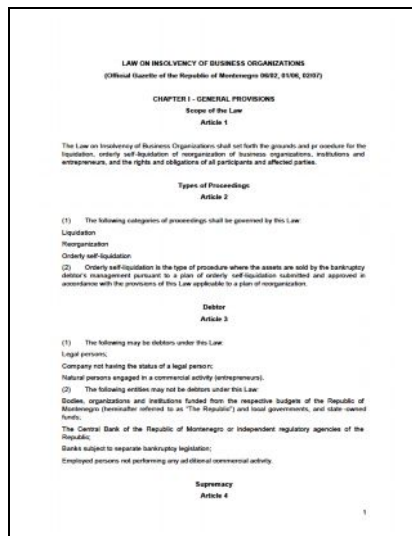 LAW ON INSOLVENCY OF BUSINESS ORGANIZATIONS
(Official Gazette of the Republic of Montenegro 06/02, 01/06, 02/07)
CHAPTER I - GENERAL PROVISIONS
Scope of the Law
Article 1
The Law on Insolvency of Business Organizations shall set forth the grounds and pr ocedure for the
liquidation, orderly self-liquidation of reorganization of business organizations, institutions and
entrepreneurs, and the rights and obligations of all participants and affected parties.
Types of Proceedings
Article 2
(1) The following categories of proceedings shall be governed by this Law:
Liquidation
Reorganization
Orderly self-liquidation
(2) Orderly self-liquidation is the type of procedure where the assets are sold by the bankruptcy
debtor's management pursuant to a plan of orderly self-liquidation submitted and approved in
accordance with the provisions of this Law applicable to a plan of reorganization.
Debtor
Article 3
(1) The following may be debtors under this Law:
Legal persons;
Company not having the status of a legal person;
Natural persons engaged in a commercial activity (entrepreneurs).
(2) The following entities may not be debtors under this Law:
Bodies, organizations and institutions funded from the respective budgets of the Republic of
Montenegro (hereinafter referred to as "The Republic") and local governments, and state -owned
funds;
The Central Bank of the Republic of Montenegro or independent regulatory agencies of the
Republic;
Banks subject to separate bankruptcy legislation;
Employed persons not performing any ad ditional commercial activity.
Supremacy
Article 4
1